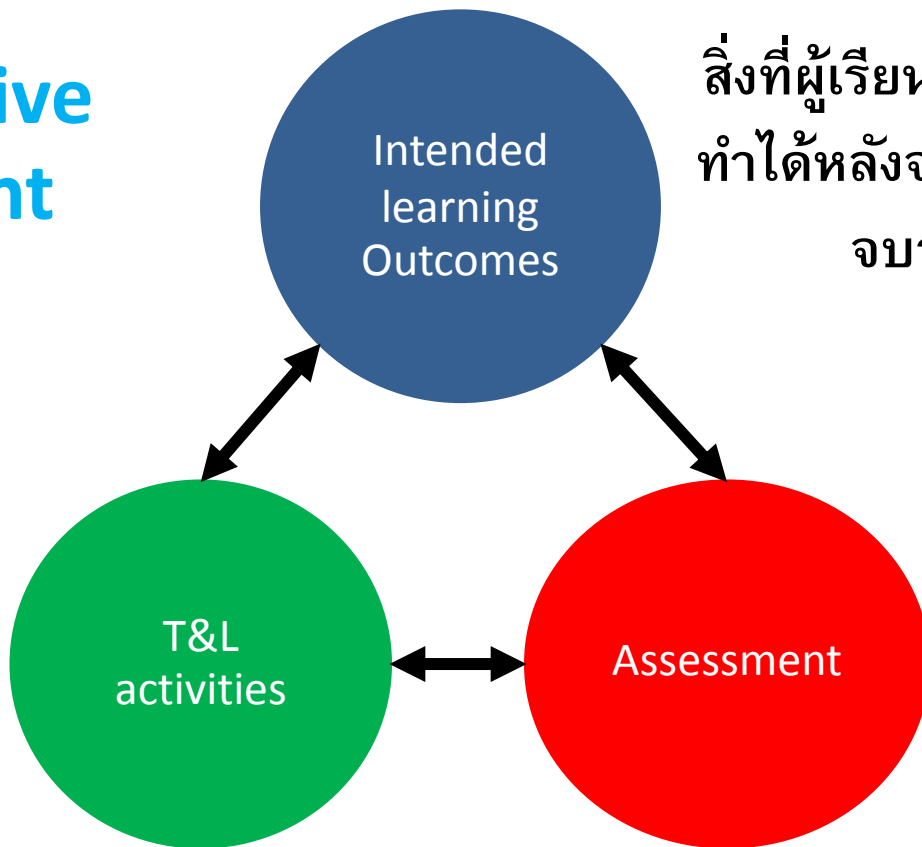 ive
nt
สิ่งที่ผู้เรีย
ทำได้หลังจ
จบ
Intended
learning
Outcomes
T&L
activities
Assessment